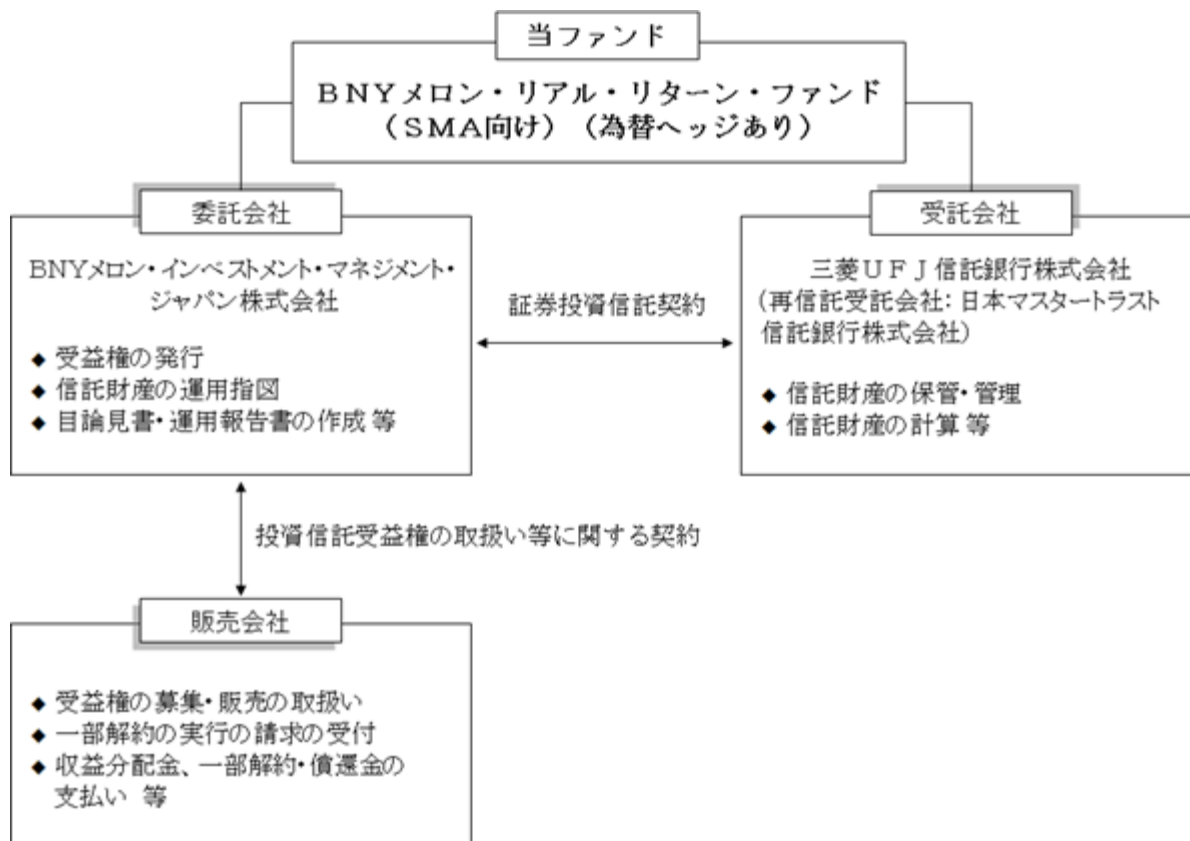 当ファンド
ＢＮＹメロン・リアル・リターン・ファンド
（ＳＭＡ向け）（為替ヘッジあり）
委託会社
BNYメロン・インベストメント・マネジメント・
ジャパン株式会社
◆ 受益権の発行
◆ 信託財産の運用指図
◆ 目論見書・運用報告書の作成 等
証券投資信託契約
受託会社
三菱ＵＦＪ信託銀行株式会社
(再信託受託会社: 日本マスタートラスト
信託銀行株式会社)
◆ 信託財産の保管・管理
◆ 信託財産の計算 等
投資信託受益権の取扱い等に関する契約
販売会社
◆ 受益権の募集・販売の取扱い
◆ 一部解約の実行の請求の受付
◆ 収益分配金、一部解約・償還金の
支払い 等